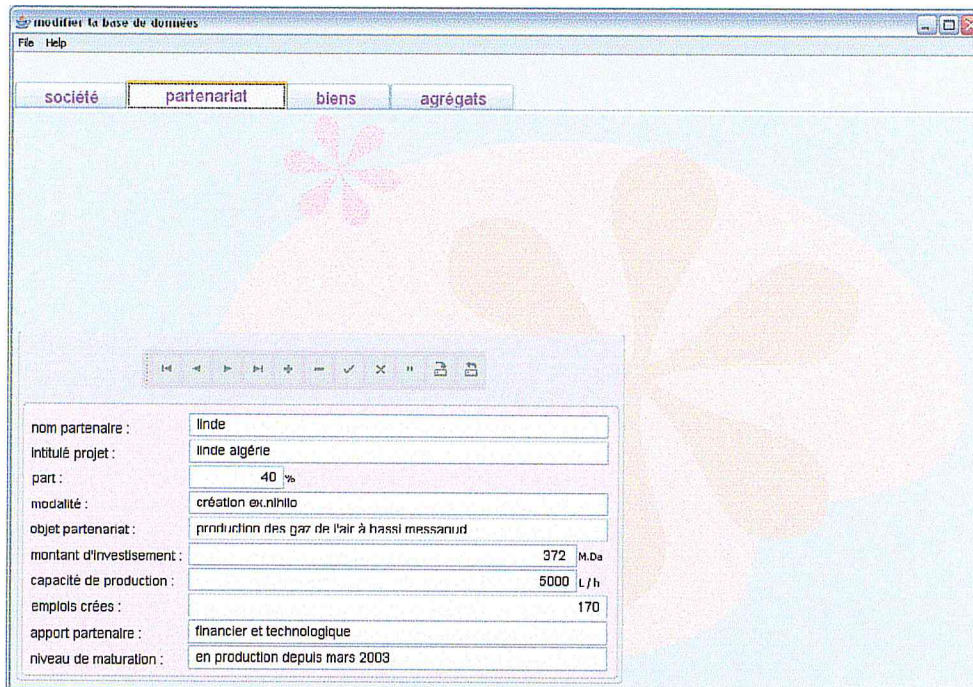 modifier la base de données
File Help
société partenariat biens agrégats
nom partenaire : linde
intitulé projet : linde algérie
part : 40 %
modalité : création ex.nihilo
objet partenariat : production des gaz de l'air à hassi messaoud
montant d'investisement : 372 M.Da
capacité de production : 5000 L / h
emplois crées : 170
apport partenaire : financier et technologique
niveau de maturation : en production depuis mars 2003